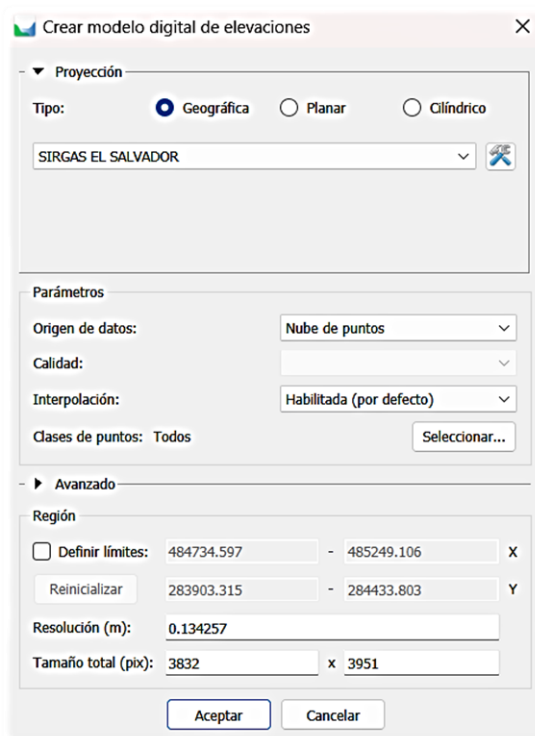 Crear modelo digital de elevaciones
Proyección
Tipo: Geográfica Planar Cilíndrico
SIRGAS EL SALVADOR
Parámetros
Origen de datos: Nube de puntos
Calidad:
Interpolación: Habilitada (por defecto)
Clases de puntos: Todos Seleccionar...
Avanzado
Región
Definir límites: 484734.597 - 485249.106 X
Reinicializar 283903.315 - 284433.803 Y
Resolución (m): 0.134257
Tamaño total (pix): 3832 x 3951
Aceptar Cancelar